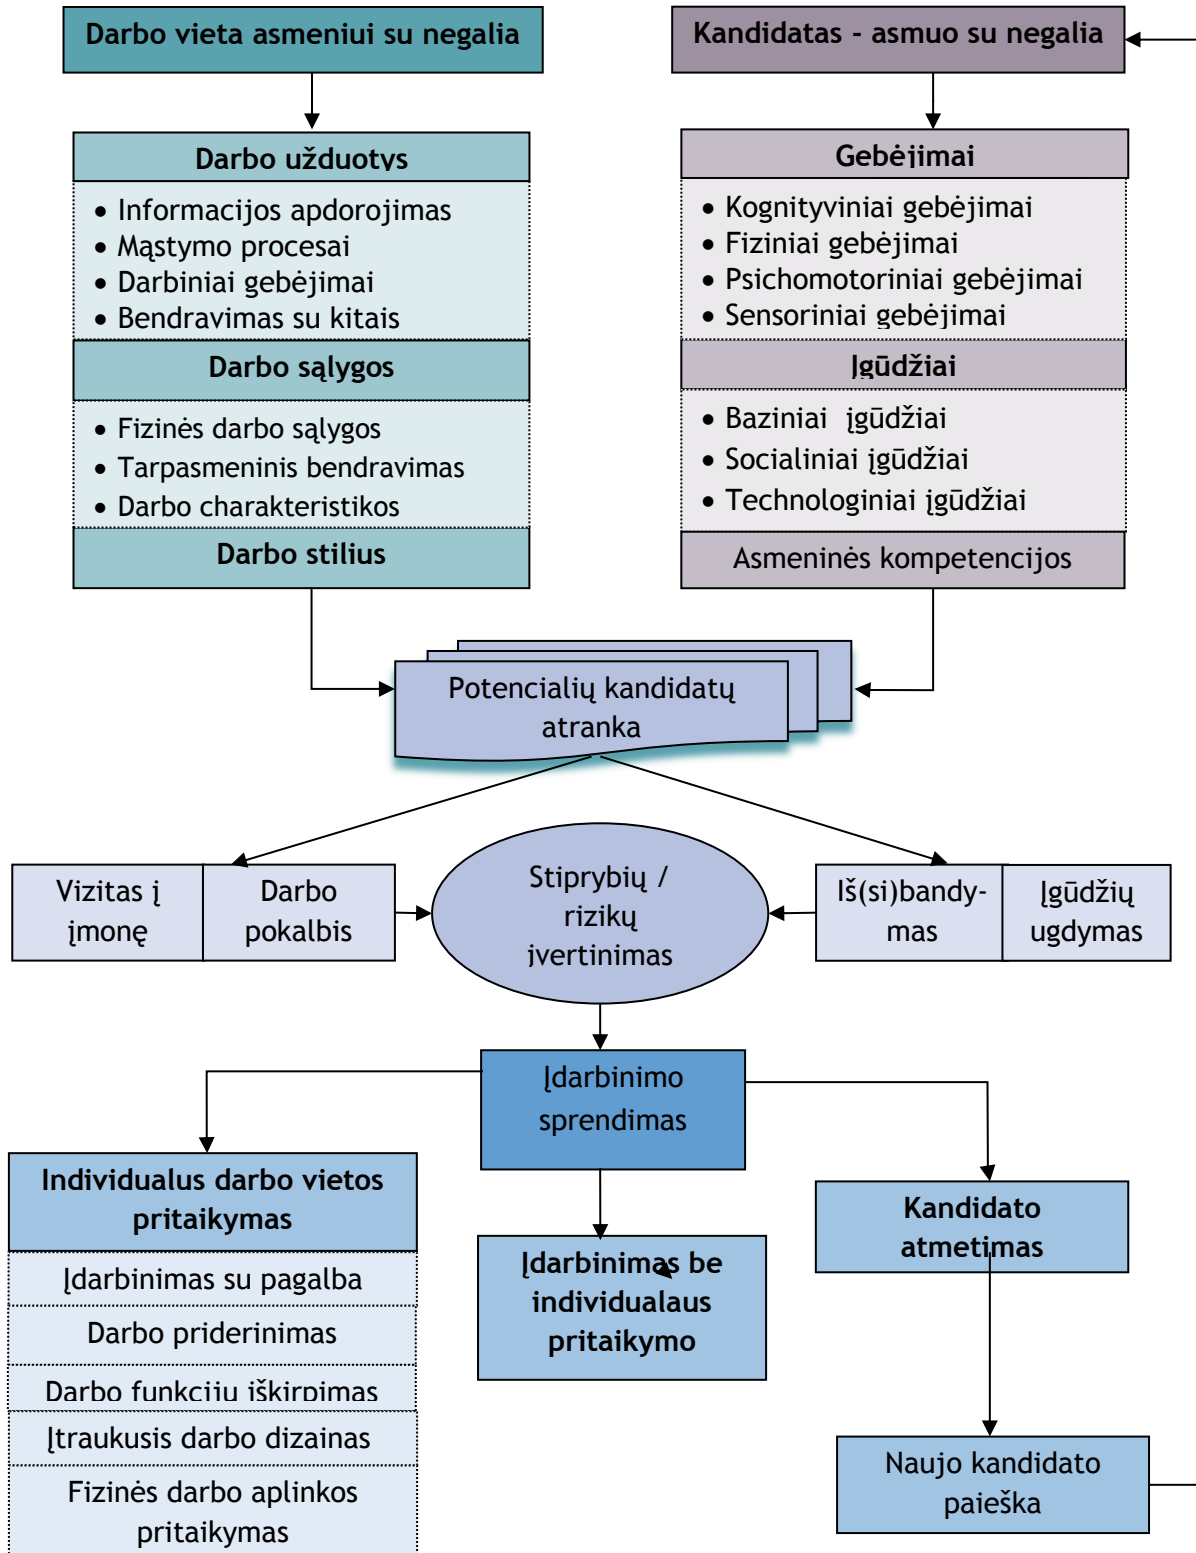 Darbo vieta asmeniui su negalia
Kandidatas - asmuo su negalia
Darbo užduotys
• Informacijos apdorojimas
• Mąstymo procesai
• Darbiniai gebėjimai
• Bendravimas su kitais
Darbo sąlygos
• Fizinės darbo sąlygos
• Tarpasmeninis bendravimas
• Darbo charakteristikos
Darbo stilius
Gebėjimai
• Kognityviniai gebėjimai
• Fiziniai gebėjimai
• Psichomotoriniai gebėjimai
• Sensoriniai gebėjimai
Įgūdžiai
• Baziniai įgūdžiai
• Socialiniai įgūdžiai
• Technologiniai įgūdžiai
Asmeninės kompetencijos
Potencialių kandidatų
atranka
Vizitas į
įmonę
Darbo
pokalbis
Stiprybių /
rizikų
įvertinimas
Iš(si)bandy-
mas
Įgūdžių
ugdymas
Įdarbinimo
sprendimas
Individualus darbo vietos
pritaikymas
Įdarbinimas su pagalba
Darbo priderinimas
Darbo funkcijų iškirpimas
Įtraukusis darbo dizainas
Fizinės darbo aplinkos
pritaikymas
Įdarbinimas be
individualaus
pritaikymo
Kandidato
atmetimas
Naujo kandidato
paieška